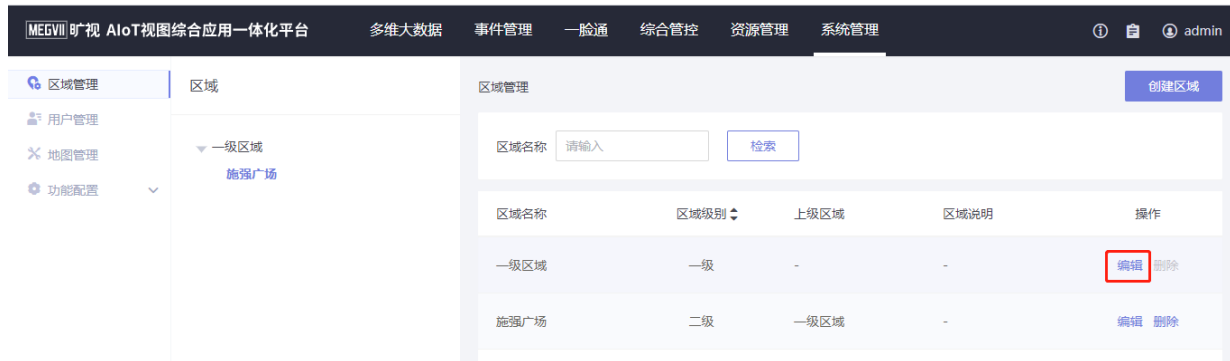 MEGVII 旷视 AIoT视图综合应用一体化平台 多维大数据 事件管理 一脸通 综合管控 资源管理 系统管理 admin
区域管理 区域 区域管理 创建区域
用户管理
一级区域 区域名称 请输入 检索
地图管理
施强广场
功能配置
区域名称 区域级别 上级区域 区域说明 操作
一级区域 一级 - - 编辑 删除
施强广场 二级 一级区域 - 编辑 删除